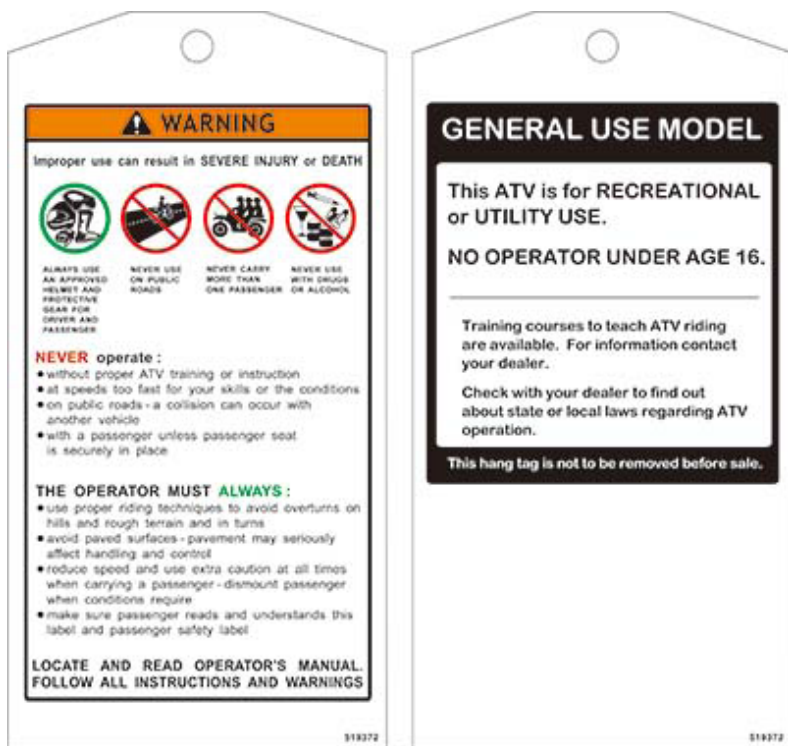 WARNING
Improper use can result in SEVERE INJURY or DEATH
ALWAYS USE
AN APPROVED
HELMET AND
PROTECTIVE
GEAR FOR
DRIVER AND
PASSENGER
NEVER USE
ON PUBLIC
ROADS
NEVER CARRY
MORE THAN
ONE PASSENGER
NEVER USE
WITH DRUGS
OR ALCOHOL
NEVER operate :
● without proper ATV training or instruction
● at speeds too fast for your skills or the conditions
● on public roads - a collision can occur with
another vehicle
● with a passenger unless passenger seat
is securely in place
THE OPERATOR MUST ALWAYS :
● use proper riding techniques to avoid overturns on
hills and rough terrain and in turns
● avoid paved surfaces - pavement may seriously
affect handling and control
● reduce speed and use extra caution at all times
when carrying a passenger - dismount passenger
when conditions require
● make sure passenger reads and understands this
label and passenger safety label
LOCATE AND READ OPERATOR'S MANUAL.
FOLLOW ALL INSTRUCTIONS AND WARNINGS
519372
GENERAL USE MODEL
This ATV is for RECREATIONAL
or UTILITY USE.
NO OPERATOR UNDER AGE 16.
Training courses to teach ATV riding
are available. For information contact
your dealer.
Check with your dealer to find out
about state or local laws regarding ATV
operation.
This hang tag is not to be removed before sale.
519372